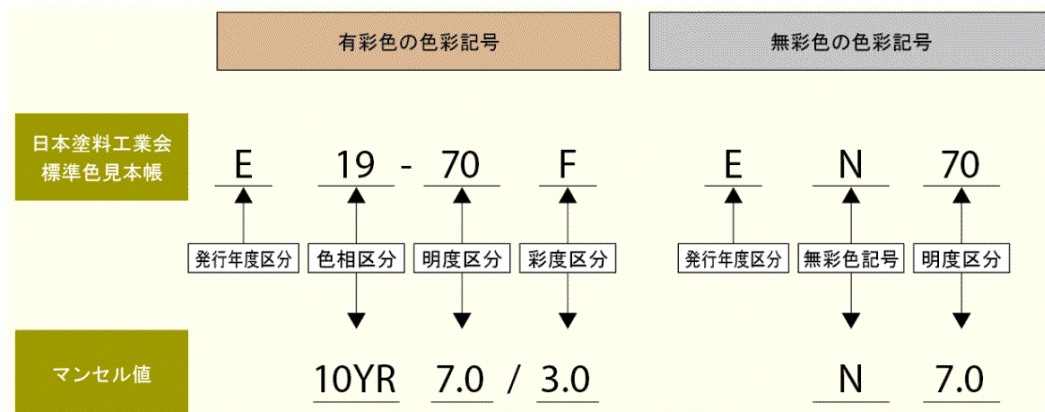 有彩色の色彩記号
無彩色の色彩記号
日本塗料工業会
標準色見本帳
E 19 - 70 F
E N 70
発行年度区分 色相区分 明度区分 彩度区分
発行年度区分 無彩色記号 明度区分
マンセル値
10YR 7.0 / 3.0
N 7.0